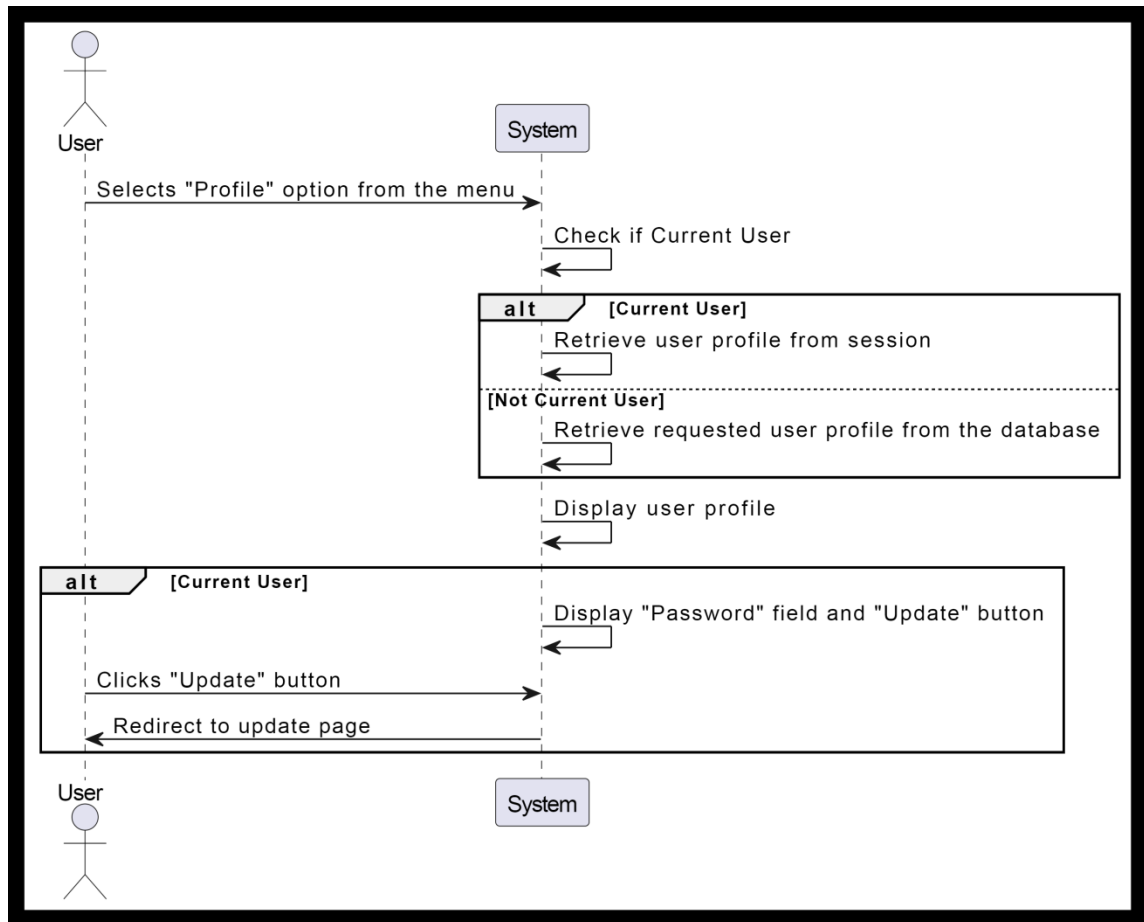 User
System
Selects "Profile" option from the menu
Check if Current User
alt [Current User]
Retrieve user profile from session
[Not Current User]
Retrieve requested user profile from the database
Display user profile
alt [Current User]
Display "Password" field and "Update" button
Clicks "Update" button
Redirect to update page
User
System